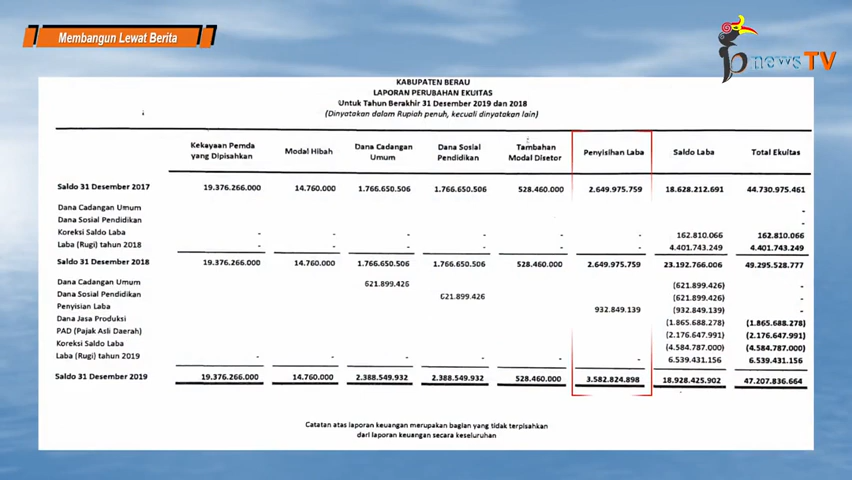 Membangun Lewat Berita
newsTV
KABUPATEN BERAU
LAPORAN PERUBAHAN EKUITAS
Untuk Tahun Berakhir 31 Desember 2019 dan 2018
(Dinyatakan dalam Rupiah penuh, kecuali dinyatakan lain)
Kekayaan Pemda yang Dipisahkan Modal Hibah Dana Cadangan Umum Dana Sosial Pendidikan Tambahan Modal Disetor Penyisihan Laba Saldo Laba Total Ekuitas
Saldo 31 Desember 2017 19.376.266.000 14.760.000 1.766.650.506 1.766.650.506 528.460.000 2.649.975.759 18.628.212.691 44.730.975.461
Dana Cadangan Umum -
Dana Sosial Pendidikan -
Koreksi Saldo Laba - - - - - - 162.810.066 162.810.066
Laba (Rugi) tahun 2018 - - - - - - 4.401.743.249 4.401.743.249
Saldo 31 Desember 2018 19.376.266.000 14.760.000 1.766.650.506 1.766.650.506 528.460.000 2.649.975.759 23.192.766.006 49.295.528.777
Dana Cadangan Umum 621.899.426 (621.899.426) -
Dana Sosial Pendidikan 621.899.426 (621.899.426) -
Penyisian Laba 932.849.139 (932.849.139) -
Dana Jasa Produksi (1.865.688.278) (1.865.688.278)
PAD (Pajak Asli Daerah) (2.176.647.991) (2.176.647.991)
Koreksi Saldo Laba (4.584.787.000) (4.584.787.000)
Laba (Rugi) tahun 2019 - - - - - - 6.539.431.156 6.539.431.156
Saldo 31 Desember 2019 19.376.266.000 14.760.000 2.388.549.932 2.388.549.932 528.460.000 3.582.824.898 18.928.425.902 47.207.836.664
Catatan atas laporan keuangan merupakan bagian yang tidak terpisahkan
dari laporan keuangan secara keseluruhan